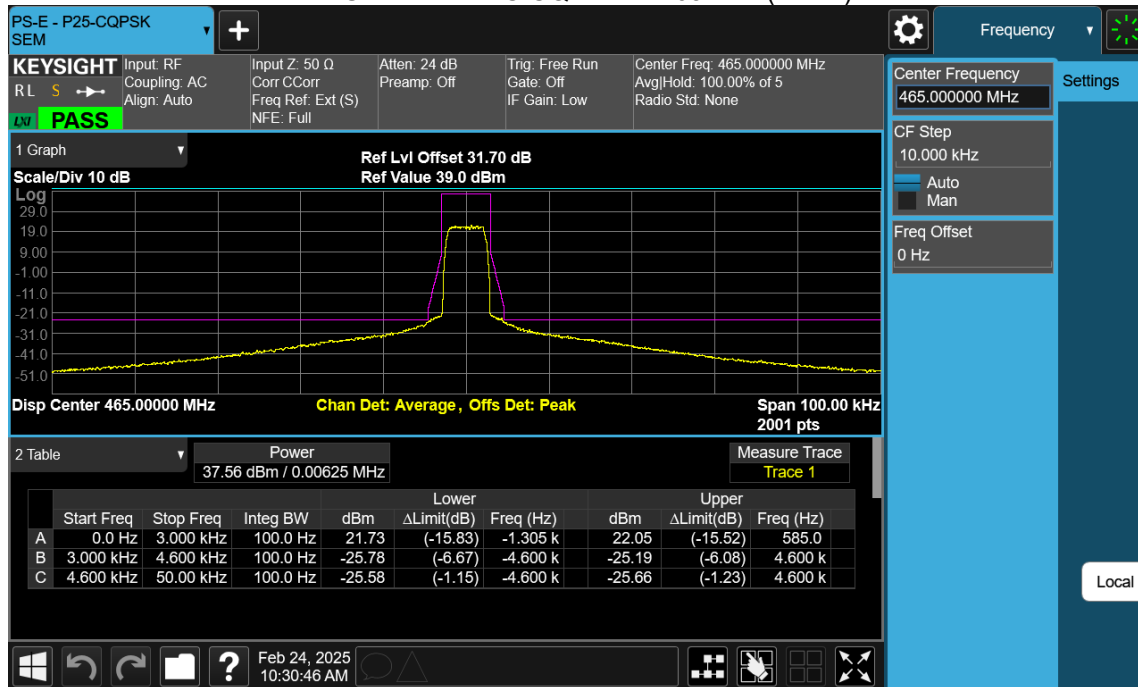 PS-E - P25-CQPSK
SEM
Frequency
KEYSIGHT
RL S
LXI PASS
Input: RF
Coupling: AC
Align: Auto
Input Z: 50 Ω
Corr CCorr
Freq Ref: Ext (S)
NFE: Full
Atten: 24 dB
Preamp: Off
Trig: Free Run
Gate: Off
IF Gain: Low
Center Freq: 465.000000 MHz
Avg|Hold: 100.00% of 5
Radio Std: None
Center Frequency
465.000000 MHz
Settings
CF Step
10.000 kHz
Auto
Man
Freq Offset
0 Hz
1 Graph
Scale/Div 10 dB
Ref Lvl Offset 31.70 dB
Ref Value 39.0 dBm
Log
29.0
19.0
9.00
-1.00
-11.0
-21.0
-31.0
-41.0
-51.0
Disp Center 465.00000 MHz
Chan Det: Average, Offs Det: Peak
Span 100.00 kHz
2001 pts
2 Table
Power
37.56 dBm / 0.00625 MHz
Measure Trace
Trace 1
Lower Upper
Start Freq Stop Freq Integ BW dBm ΔLimit(dB) Freq (Hz) dBm ΔLimit(dB) Freq (Hz)
A 0.0 Hz 3.000 kHz 100.0 Hz 21.73 (-15.83) -1.305 k 22.05 (-15.52) 585.0
B 3.000 kHz 4.600 kHz 100.0 Hz -25.78 (-6.67) -4.600 k -25.19 (-6.08) 4.600 k
C 4.600 kHz 50.00 kHz 100.0 Hz -25.58 (-1.15) -4.600 k -25.66 (-1.23) 4.600 k
Local
Feb 24, 2025
10:30:46 AM